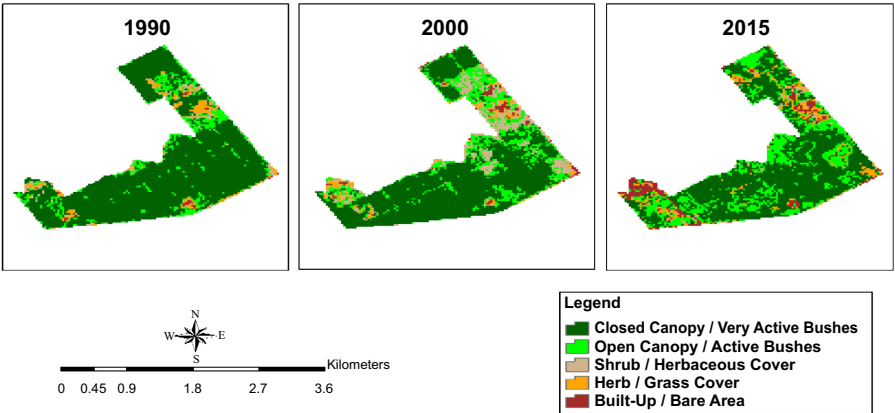 1990
2000
2015
N
W
E
S
Kilometers
0 0.45 0.9 1.8 2.7 3.6
Legend
Closed Canopy / Very Active Bushes
Open Canopy / Active Bushes
Shrub / Herbaceous Cover
Herb / Grass Cover
Built-Up / Bare Area